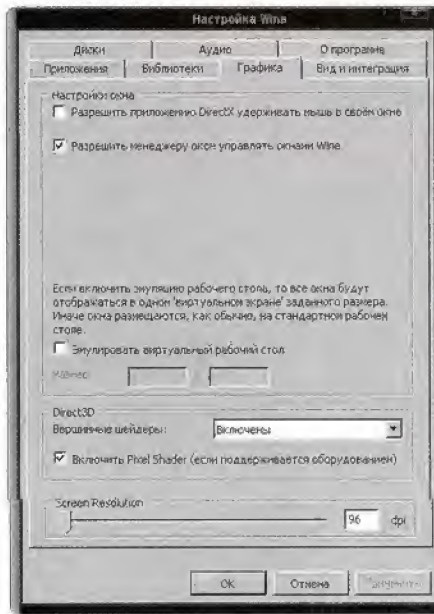 Настройка Wine
Диски Аудио О программе
Приложения Библиотеки Графика Вид и интеграция
Настройки окна
Разрешить приложению DirectX удерживать мышь в своём окне
Разрешить менеджеру окон управлять окнами Wine
Если включить эмуляцию рабочего стола, то все окна будут
отображаться в одном 'виртуальном экране' заданного размера.
Иначе окна размещаются, как обычно, на стандартном рабочем
столе.
Эмулировать виртуальный рабочий стол
Размер:
Direct3D
Вершинные шейдеры: Включены
Включить Pixel Shader (если поддерживается оборудованием)
Screen Resolution
96 dpi
OK Отмена Применить